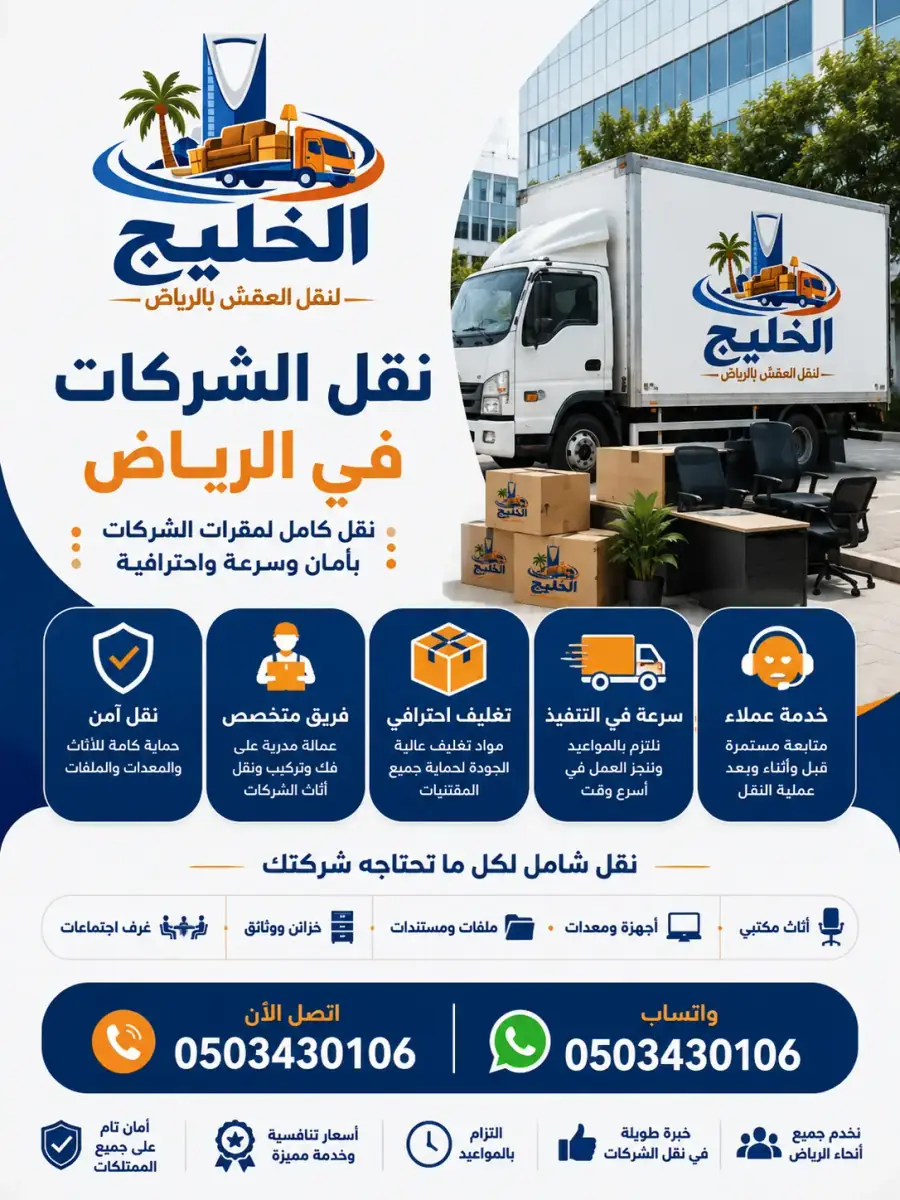 الخليج
لنقل العفش بالرياض
نقل الشركات
في الرياض
نقل كامل لمقرات الشركات
بأمان وسرعة واحترافية
الخليج
لنقل العفش بالرياض
الخليج
الخليج
الخليج
خدمة عملاء
متابعة مستمرة
قبل وأثناء وبعد
عملية النقل
سرعة في التنفيذ
نلتزم بالمواعيد
وننجز العمل في
أسرع وقت
تغليف احترافي
مواد تغليف عالية
الجودة لحماية جميع
المقتنيات
فريق متخصص
عمالة مدربة على
فك وتركيب ونقل
أثاث الشركات
نقل آمن
حماية كاملة للأثاث
والمعدات والملفات
نقل شامل لكل ما تحتاجه شركتك
أثاث مكتبي
أجهزة ومعدات
ملفات ومستندات
خزائن ووثائق
غرف اجتماعات
واتساب
0503430106
اتصل الأن
0503430106
نخدم جميع
أنحاء الرياض
خبرة طويلة
في نقل الشركات
التزام
بالمواعيد
أسعار تنافسية
وخدمة مميزة
أمان تام
على جميع
الممتلكات